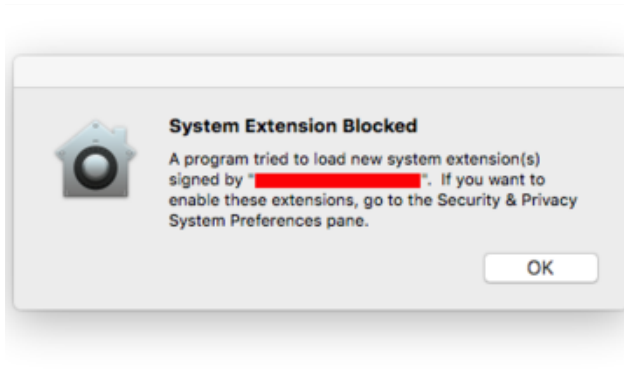 System Extension Blocked
A program tried to load new system extension(s)
signed by "". If you want to
enable these extensions, go to the Security & Privacy
System Preferences pane.
OK